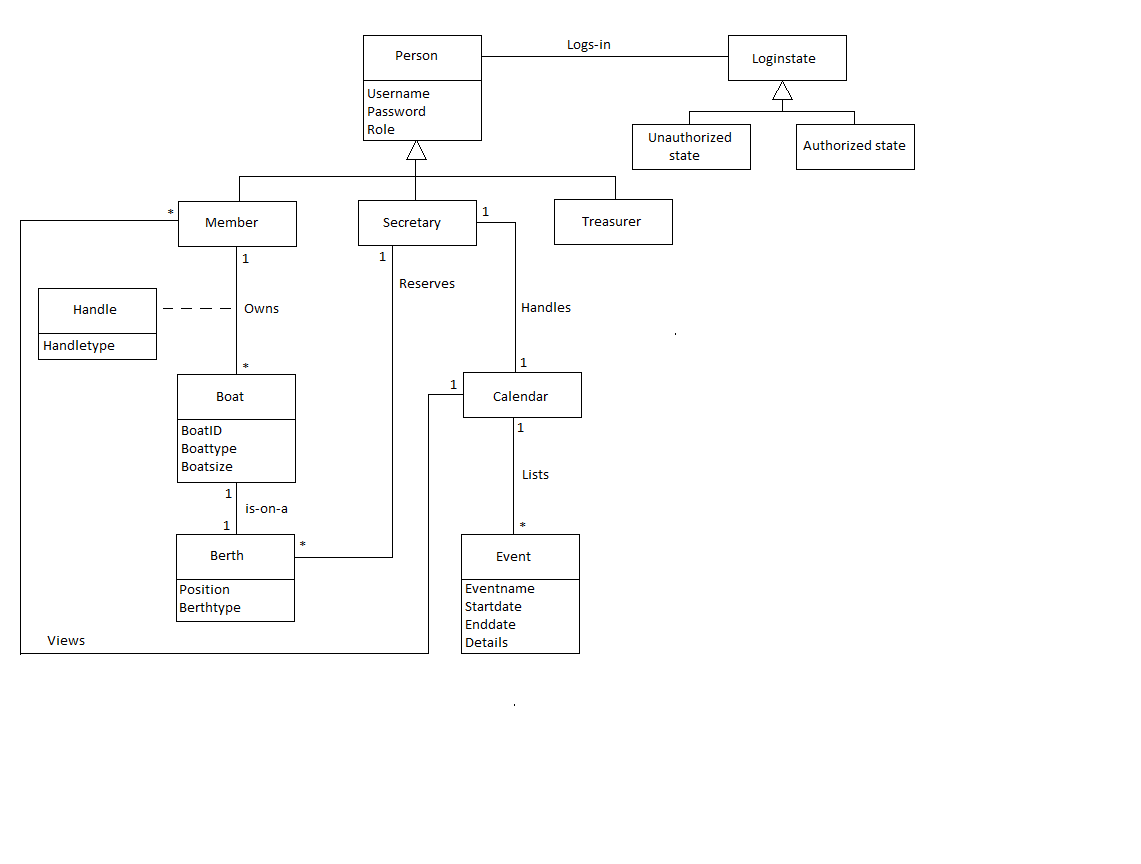 Logs-in
Person
Loginstate
Username
Password
Role
Unauthorized
state
Authorized state
*
Member
Secretary
1
Treasurer
1
1
Reserves
Handle
Owns
Handles
Handletype
*
1
1
Boat
Calendar
BoatID
Boattype
Boatsize
1
Lists
1
is-on-a
1
*
*
Berth
Event
Position
Berthtype
Eventname
Startdate
Enddate
Details
Views